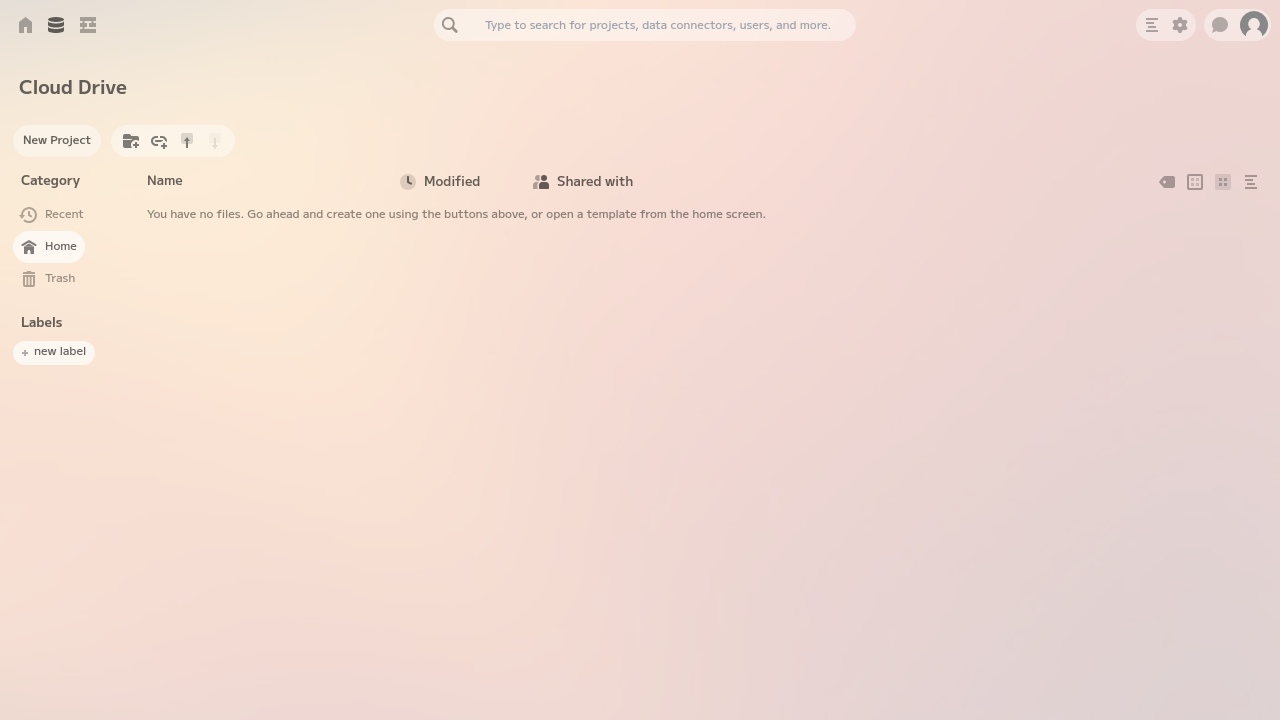 Type to search for projects, data connectors, users, and more.
Cloud Drive
New Project
Category
Name
Modified
Shared with
Recent
You have no files. Go ahead and create one using the buttons above, or open a template from the home screen.
Home
Trash
Labels
+ new label